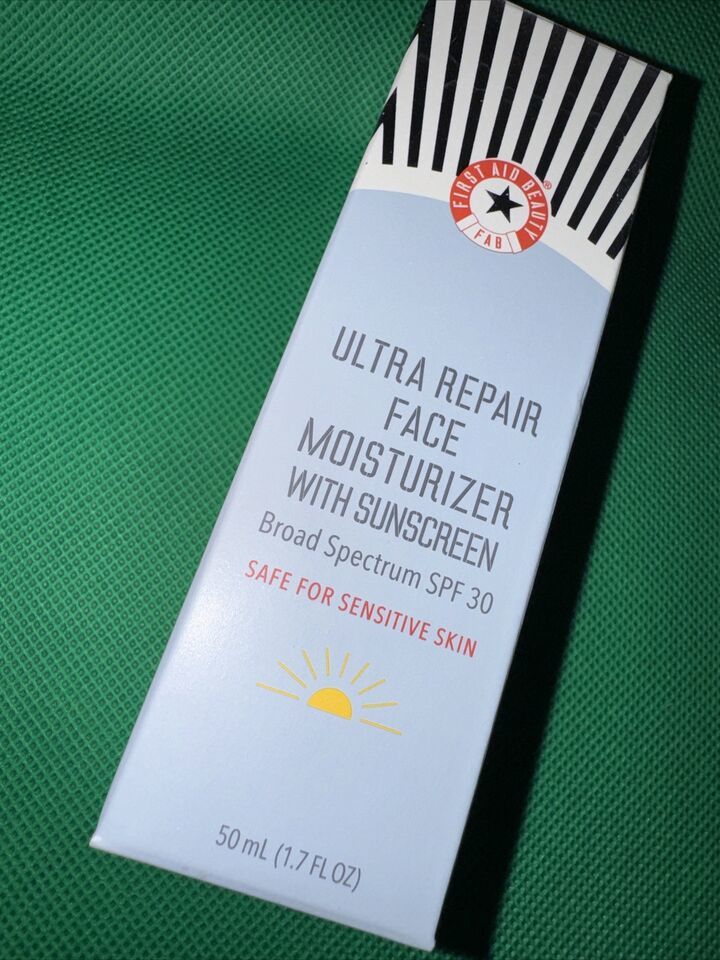 FIRST AID BEAUTY®
FAB
ULTRA REPAIR
FACE
MOISTURIZER
WITH SUNSCREEN
Broad Spectrum SPF 30
SAFE FOR SENSITIVE SKIN
50 mL (1.7 FL OZ)